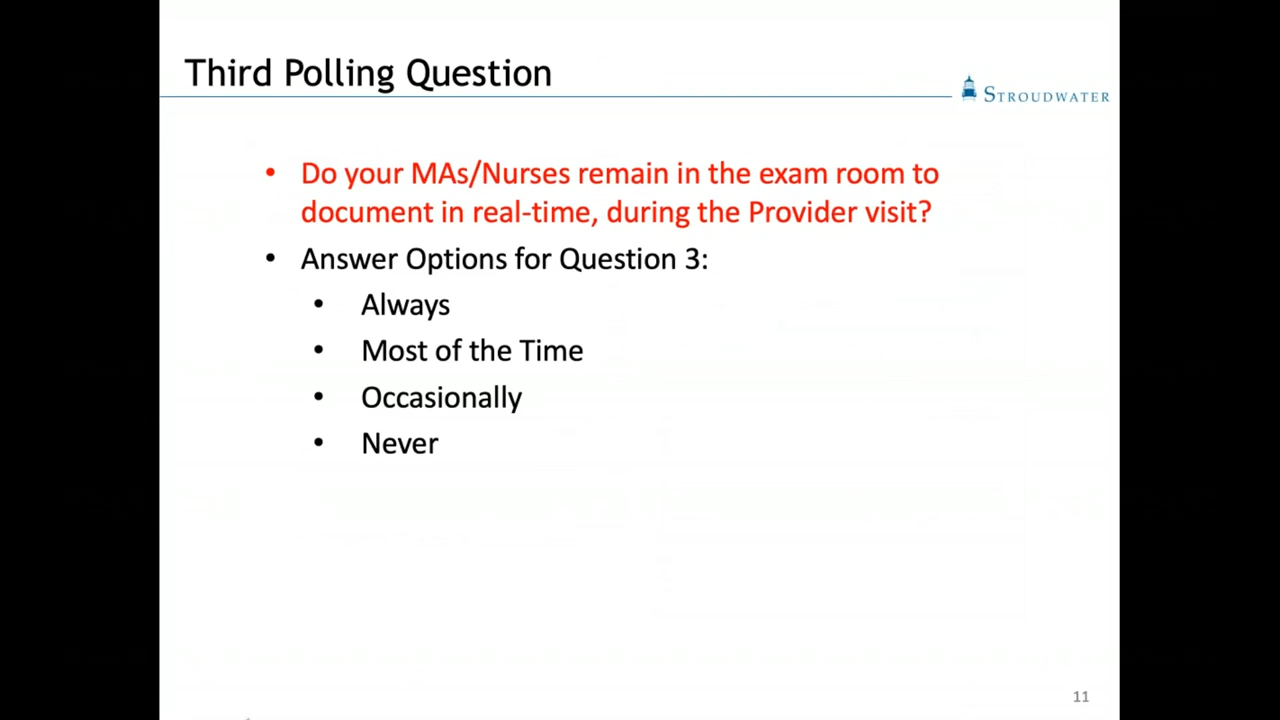 Third Polling Question
STROUDWATER
• Do your MAs/Nurses remain in the exam room to
document in real-time, during the Provider visit?
• Answer Options for Question 3:
• Always
• Most of the Time
• Occasionally
• Never
11